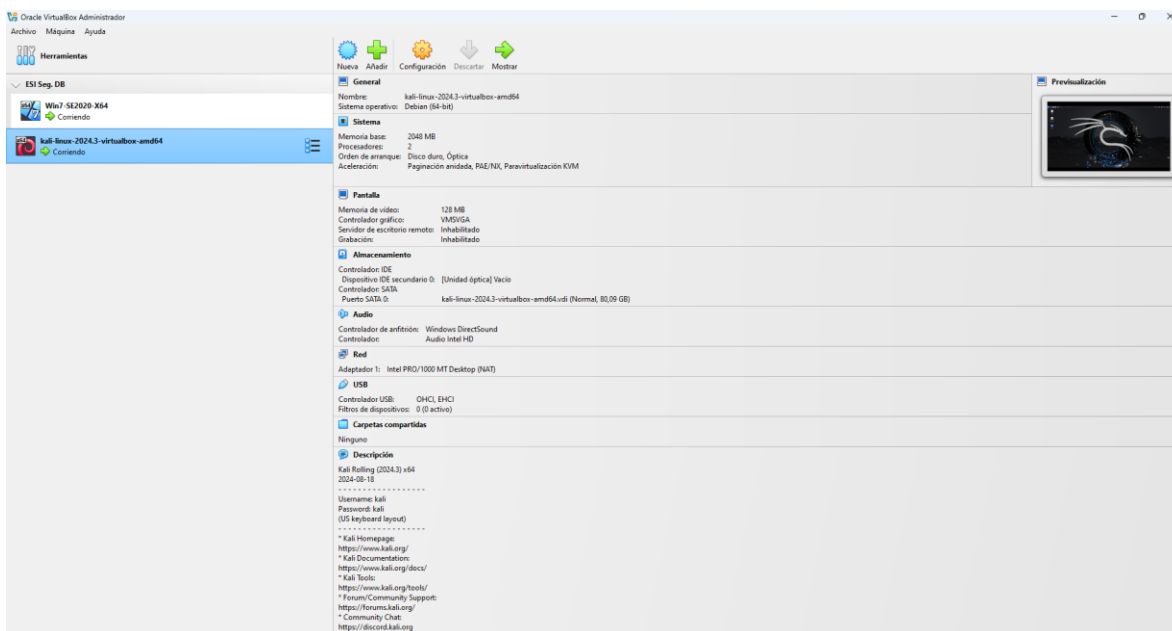 Oracle VirtualBox Administrador
Archivo Máquina Ayuda
Herramientas
Nueva Añadir Configuración Descartar Mostrar
ESI Seg. DB
Win7-SE2020-X64
Corriendo
kali-linux-2024.3-virtualbox-amd64
Corriendo
General
Nombre: kali-linux-2024.3-virtualbox-amd64
Sistema operativo: Debian (64-bit)
Previsualización
Sistema
Memoria base: 2048 MB
Procesadores: 2
Orden de arranque: Disco duro, Óptica
Aceleración: Paginación anidada, PAE/NX, Paravirtualización KVM
Pantalla
Memoria de vídeo: 128 MB
Controlador gráfico: VMSVGA
Servidor de escritorio remoto: Inhabilitado
Grabación: Inhabilitado
Almacenamiento
Controlador: IDE
Dispositivo IDE secundario 0: [Unidad óptica] Vacío
Controlador: SATA
Puerto SATA 0: kali-linux-2024.3-virtualbox-amd64.vdi (Normal, 80,09 GB)
Audio
Controlador de anfitrión: Windows DirectSound
Controlador: Audio Intel HD
Red
Adaptador 1: Intel PRO/1000 MT Desktop (NAT)
USB
Controlador USB: OHCI, EHCI
Filtros de dispositivos: 0 (0 activo)
Carpetas compartidas
Ninguno
Descripción
Kali Rolling (2024.3) x64
2024-08-18
- - - - - - - - - - - - - - - - - - -
Username: kali
Password: kali
(US keyboard layout)
- - - - - - - - - - - - - - - - - - -
* Kali Homepage:
https://www.kali.org/
* Kali Documentation:
https://www.kali.org/docs/
* Kali Tools:
https://www.kali.org/tools/
* Forum/Community Support:
https://forums.kali.org/
* Community Chat:
https://discord.kali.org